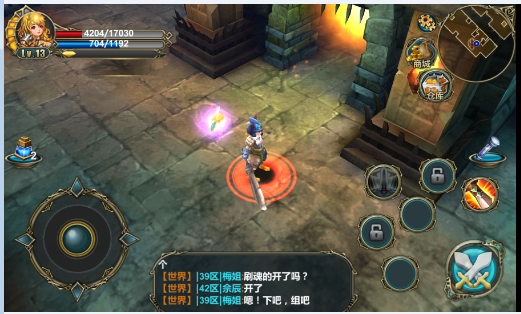 4204/17030
704/1192
Lv.13
商城
仓库
2
【世界】|39区|梅姐:刷魂的开了吗？
【世界】|42区|余辰:开了
【世界】|39区|梅姐:嗯！下吧，组吧